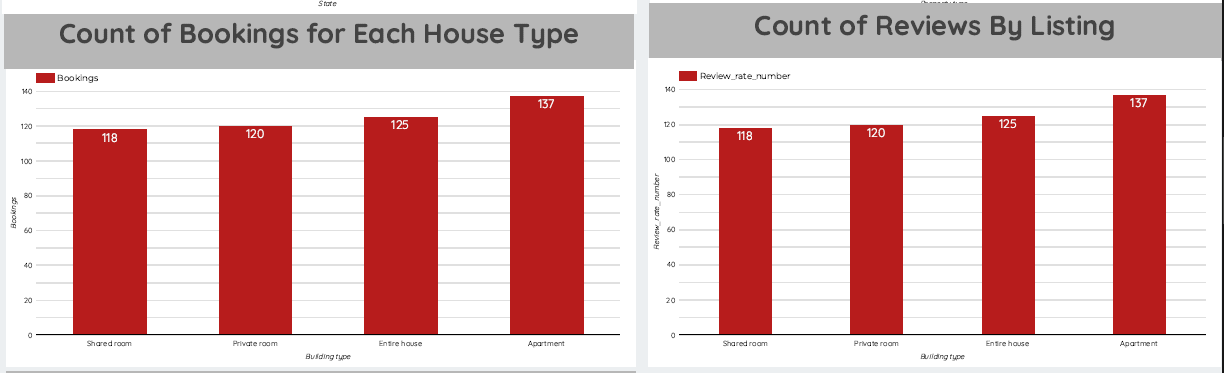 State
Count of Bookings for Each House Type
Bookings
140
120
100
80
60
40
20
0
Bookings
118
120
125
137
Shared room
Private room
Entire house
Apartment
Building type
Count of Reviews By Listing
Review_rate_number
140
120
100
80
60
40
20
0
Review_rate_number
118
120
125
137
Shared room
Private room
Entire house
Apartment
Building type